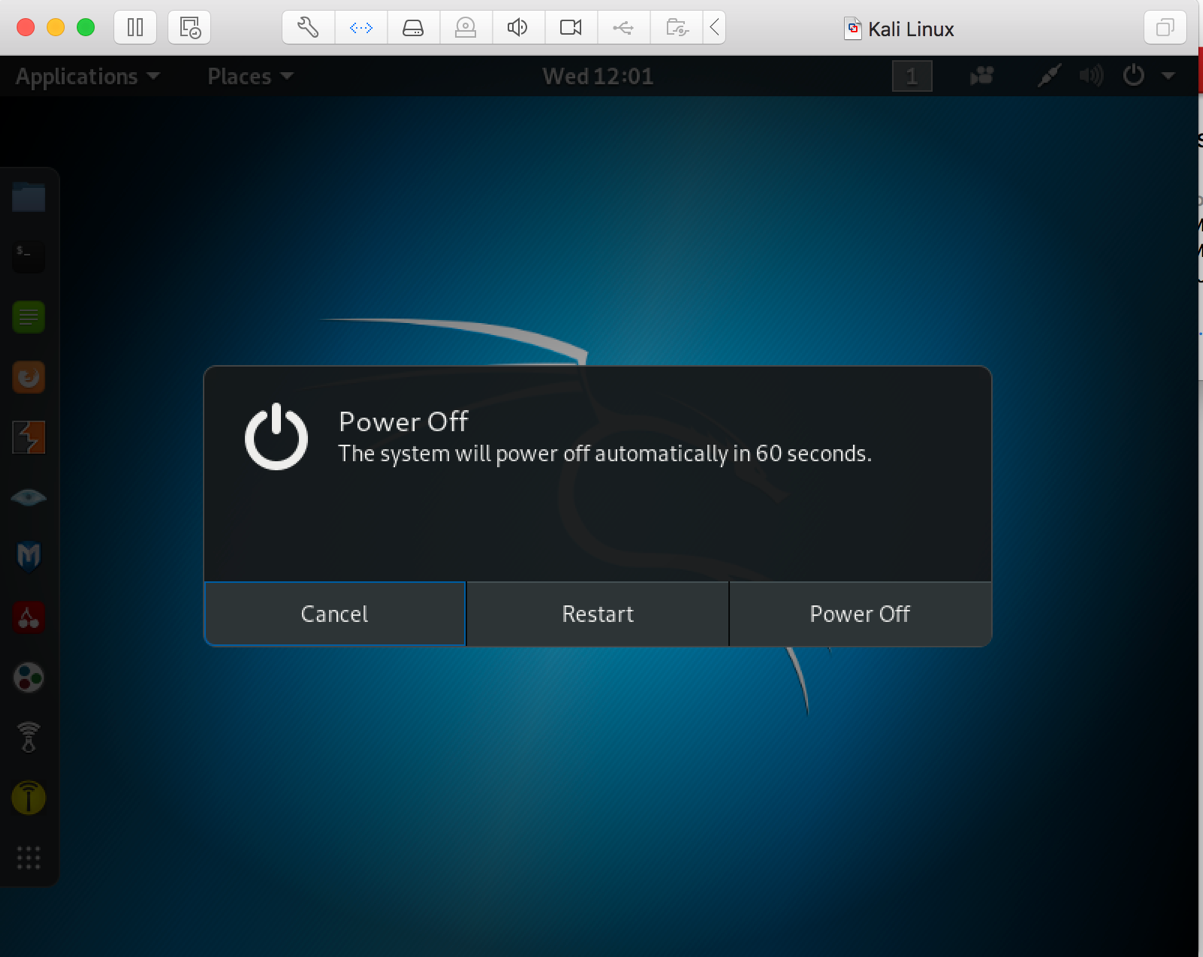 Kali Linux
Applications Places Wed 12:01 1
$_
Power Off
The system will power off automatically in 60 seconds.
Cancel Restart Power Off